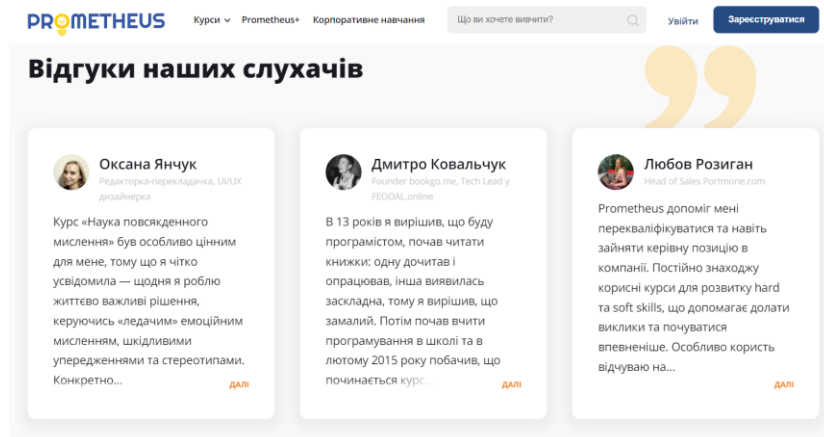 PROMETHEUS
Курси
Prometheus+
Корпоративне навчання
Що ви хочете вивчити?
Увійти
Зареєструватися
Відгуки наших слухачів
Оксана Янчук
Редакторка-перекладачка, UI/UX
дизайнерка
Курс «Наука повсякденного
мислення» був особливо цінним
для мене, тому що я чітко
усвідомила — щодня я роблю
життєво важливі рішення,
керуючись «ледачим» емоційним
мисленням, шкідливими
упередженнями та стереотипами.
Конкретно...
ДАЛІ
Дмитро Ковальчук
Founder bookgo.me, Tech Lead у
FEODAL.online
В 13 років я вирішив, що буду
програмістом, почав читати
книжки: одну дочитав і
опрацював, інша виявилась
заскладна, тому я вирішив, що
замалий. Потім почав вчити
програмування в школі та в
лютому 2015 року побачив, що
починається курс...
ДАЛІ
Любов Розиган
Head of Sales Portmone.com
Prometheus допоміг мені
перекваліфікуватися та навіть
зайняти керівну позицію в
компанії. Постійно знаходжу
корисні курси для розвитку hard
та soft skills, що допомагає долати
виклики та почуватися
впевненіше. Особливо користь
відчуваю на...
ДАЛІ